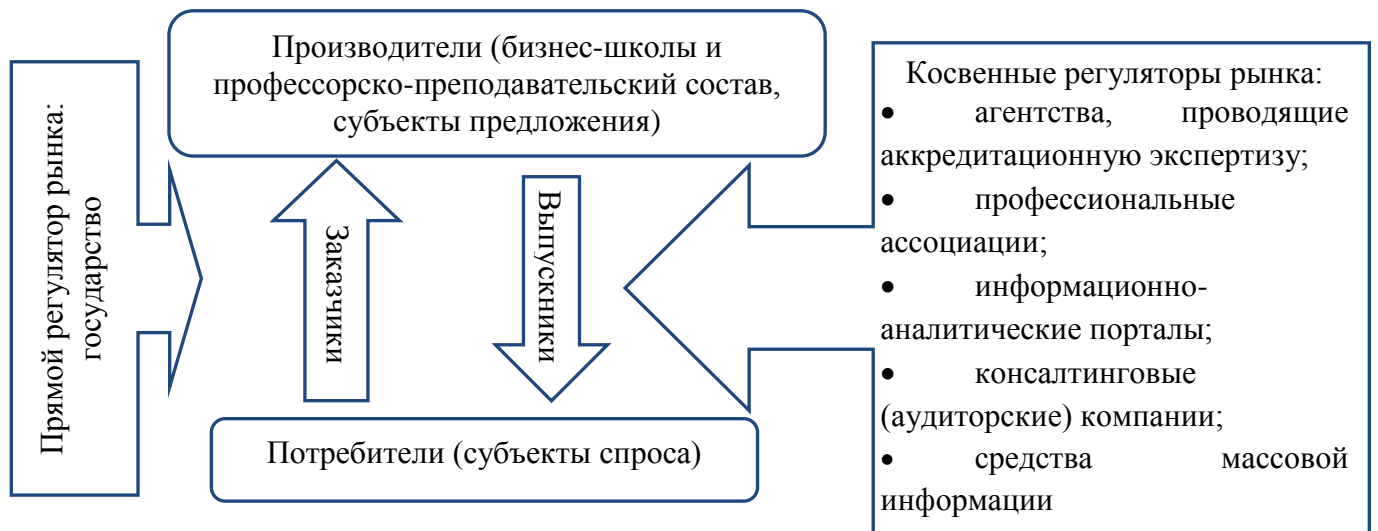 Прямой регулятор рынка:
государство
Производители (бизнес-школы и
профессорско-преподавательский состав,
субъекты предложения)
Заказчики
Выпускники
Потребители (субъекты спроса)
Косвенные регуляторы рынка:
• агентства, проводящие
аккредитационную экспертизу;
• профессиональные
ассоциации;
• информационно-
аналитические порталы;
• консалтинговые
(аудиторские) компании;
• средства массовой
информации